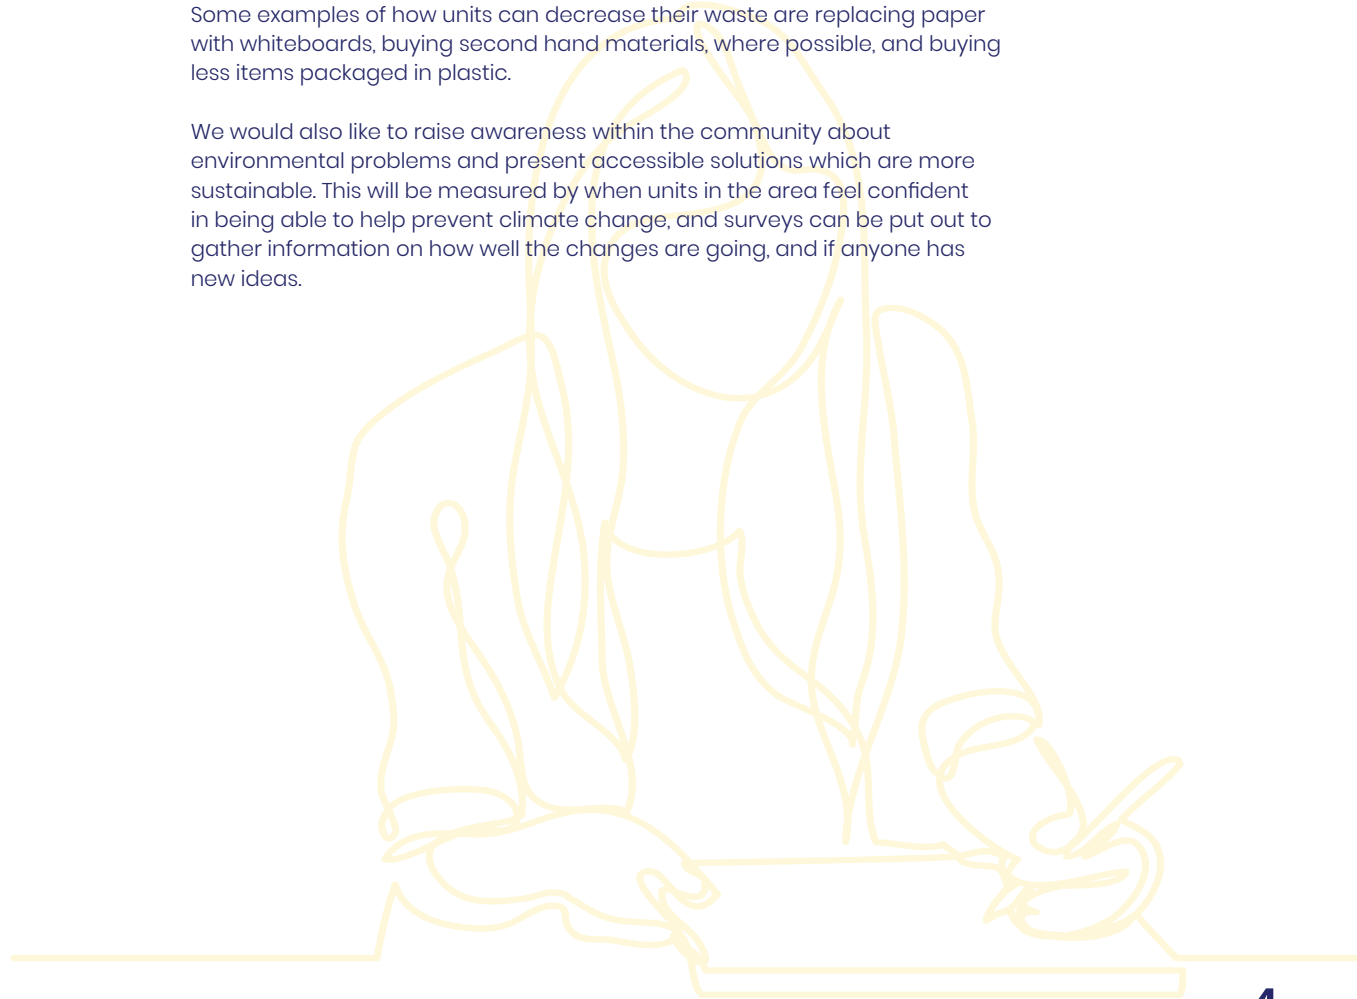 Some examples of how units can decrease their waste are replacing paper
with whiteboards, buying second hand materials, where possible, and buying
less items packaged in plastic.
We would also like to raise awareness within the community about
environmental problems and present accessible solutions which are more
sustainable. This will be measured by when units in the area feel confident
in being able to help prevent climate change, and surveys can be put out to
gather information on how well the changes are going, and if anyone has
new ideas.